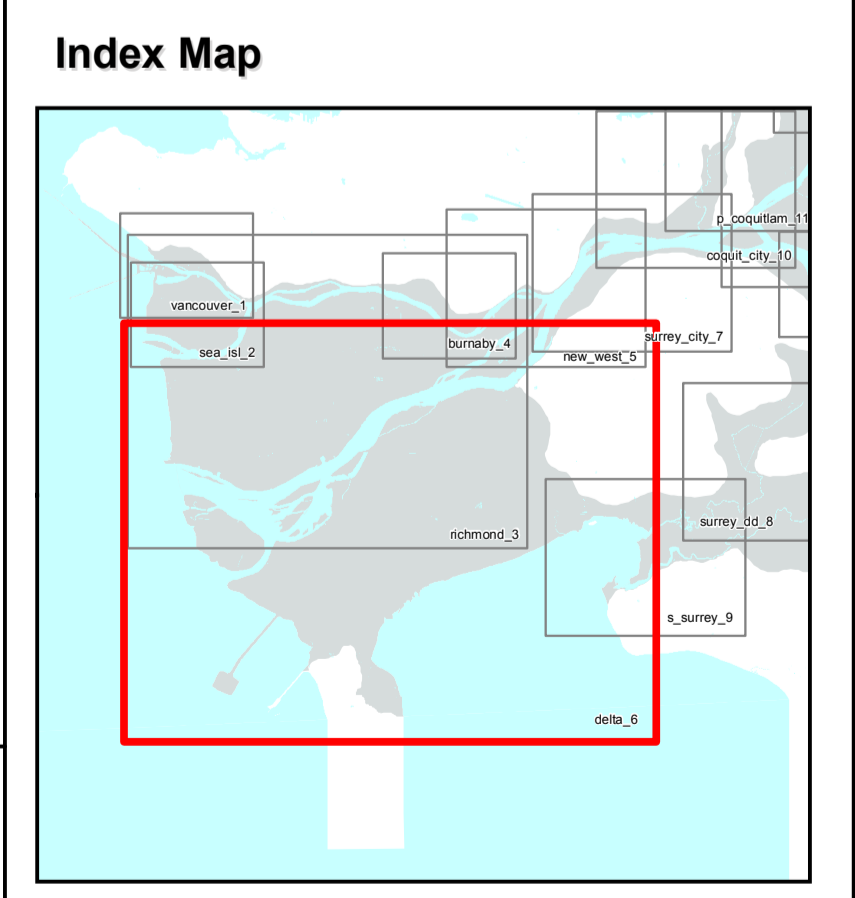 Index Map
p_coquitlam_11
coquit_city_10
vancouver_1
surrey_city_7
burnaby_4
sea_isl_2
new_west_5
surrey_dd_8
richmond_3
s_surrey_9
delta_6